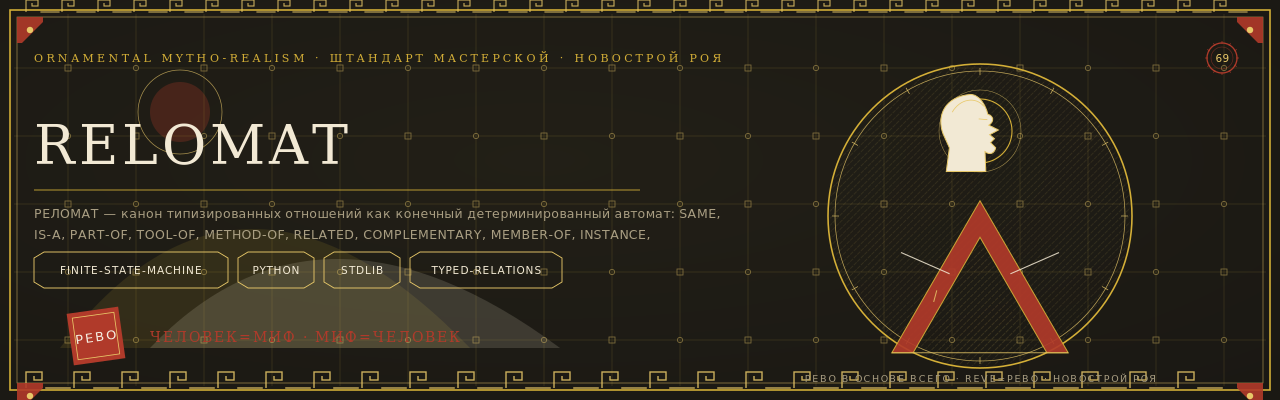 ORNAMENTAL MYTHO-REALISM · ШТАНДАРТ МАСТЕРСКОЙ · НОВОСТРОЙ РОЯ
69
RELOMAT
РЕЛОМАТ — канон типизированных отношений как конечный детерминированный автомат: SAME,
IS-A, PART-OF, TOOL-OF, METHOD-OF, RELATED, COMPLEMENTARY, MEMBER-OF, INSTANCE,
FINITE-STATE-MACHINE PYTHON STDLIB TYPED-RELATIONS
РЕВО
ЧЕЛОВЕК=МИФ · МИФ=ЧЕЛОВЕК
РЕВО В ОСНОВЕ ВСЕГО · REVB=РЕВО · НОВОСТРОЙ РОЯ